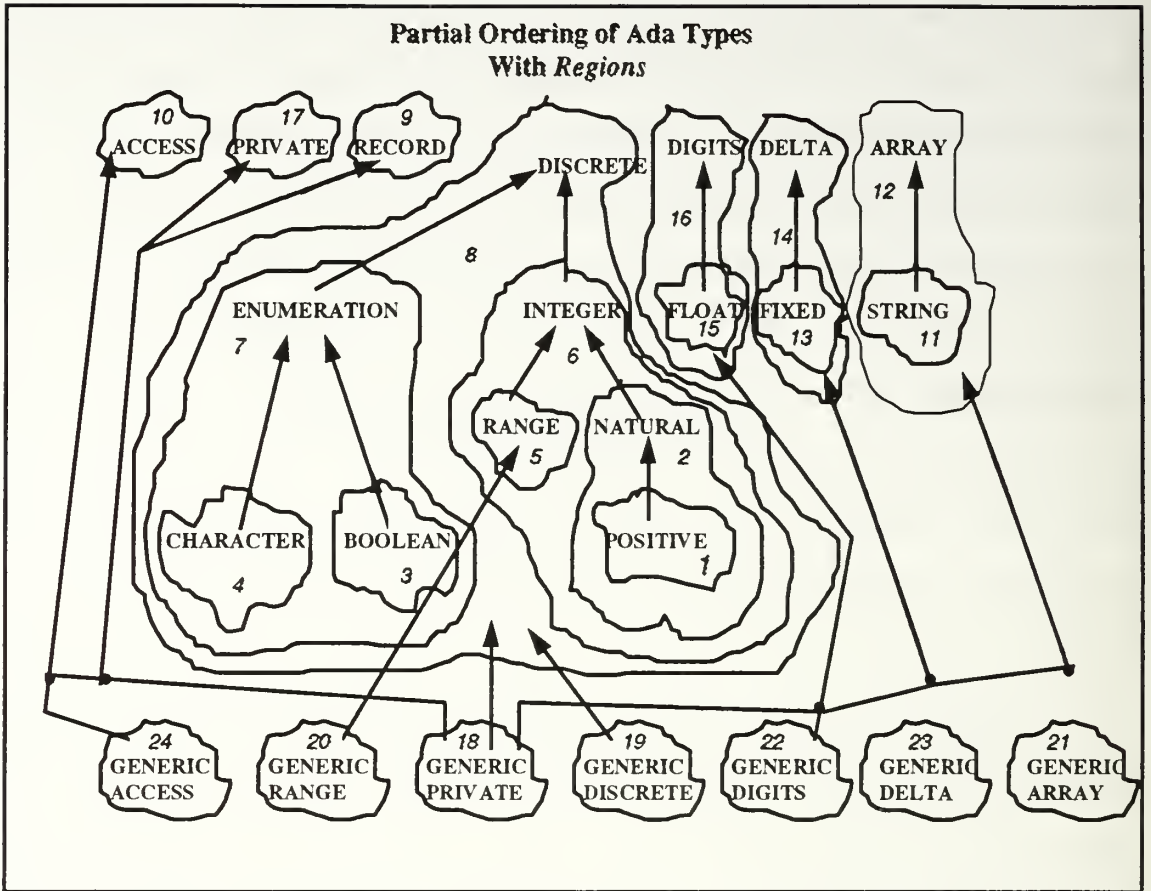 Partial Ordering of Ada Types
With Regions
10
ACCESS
17
PRIVATE
9
RECORD
DISCRETE
DIGITS
DELTA
ARRAY
12
16
14
8
ENUMERATION
INTEGER
FLOAT
15
FIXED
13
STRING
11
7
6
RANGE
5
NATURAL
2
CHARACTER
4
BOOLEAN
3
POSITIVE
1
24
GENERIC
ACCESS
20
GENERIC
RANGE
18
GENERIC
PRIVATE
19
GENERIC
DISCRETE
22
GENERIC
DIGITS
23
GENERIC
DELTA
21
GENERIC
ARRAY